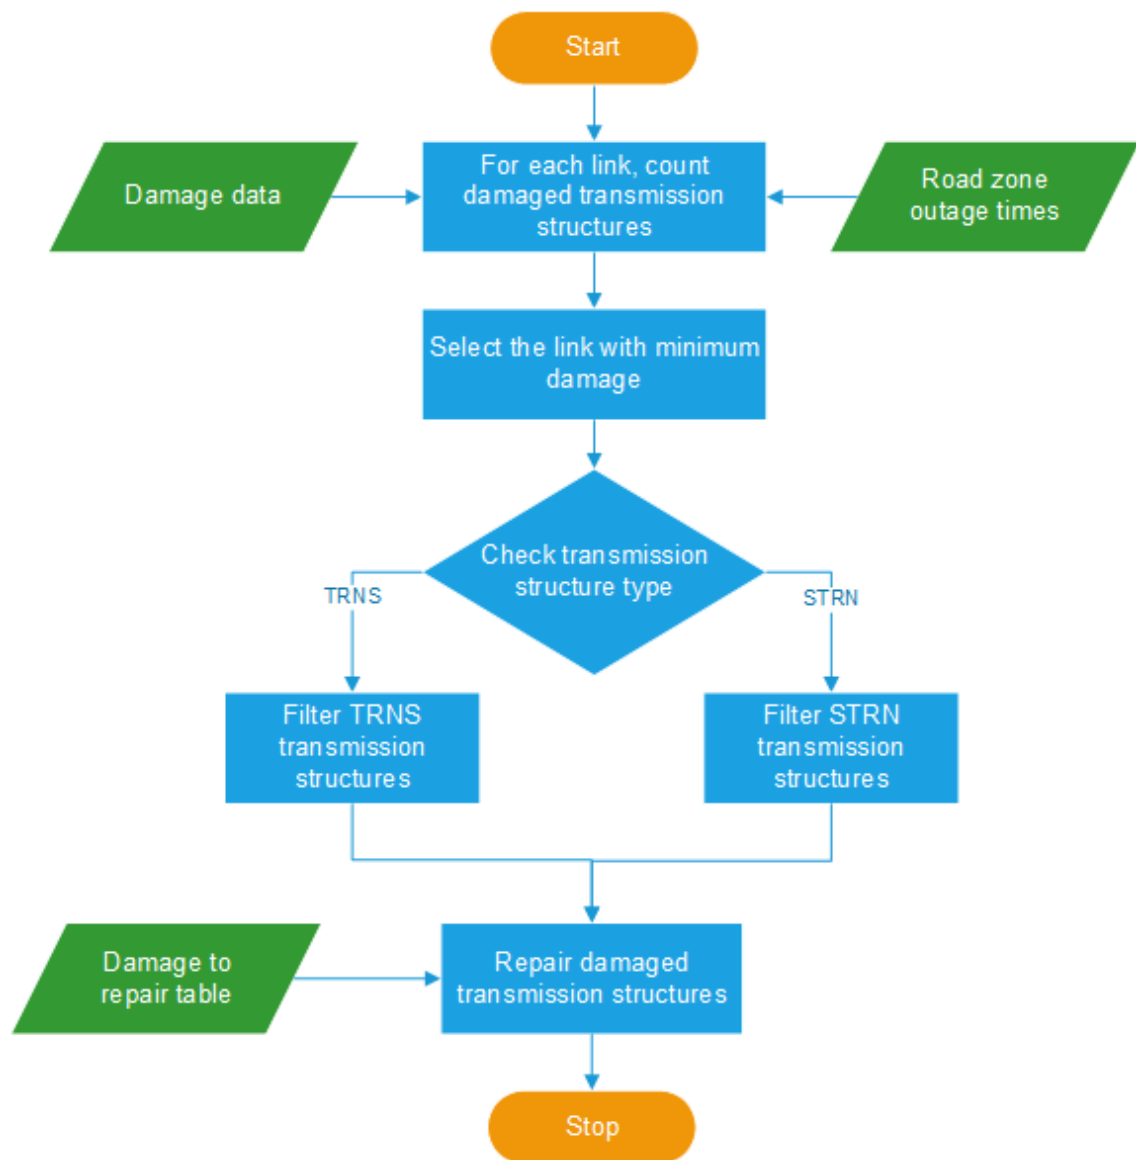 Start
Damage data
For each link, count
damaged transmission
structures
Road zone
outage times
Select the link with minimum
damage
Check transmission
structure type
TRNS
STRN
Filter TRNS
transmission
structures
Filter STRN
transmission
structures
Damage to
repair table
Repair damaged
transmission structures
Stop